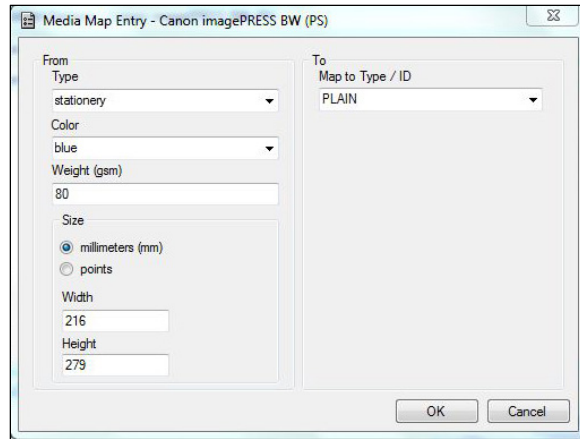 Media Map Entry - Canon imagePRESS BW (PS)
From
Type
stationery
Color
blue
Weight (gsm)
80
Size
millimeters (mm)
points
Width
216
Height
279
To
Map to Type / ID
PLAIN
OK
Cancel